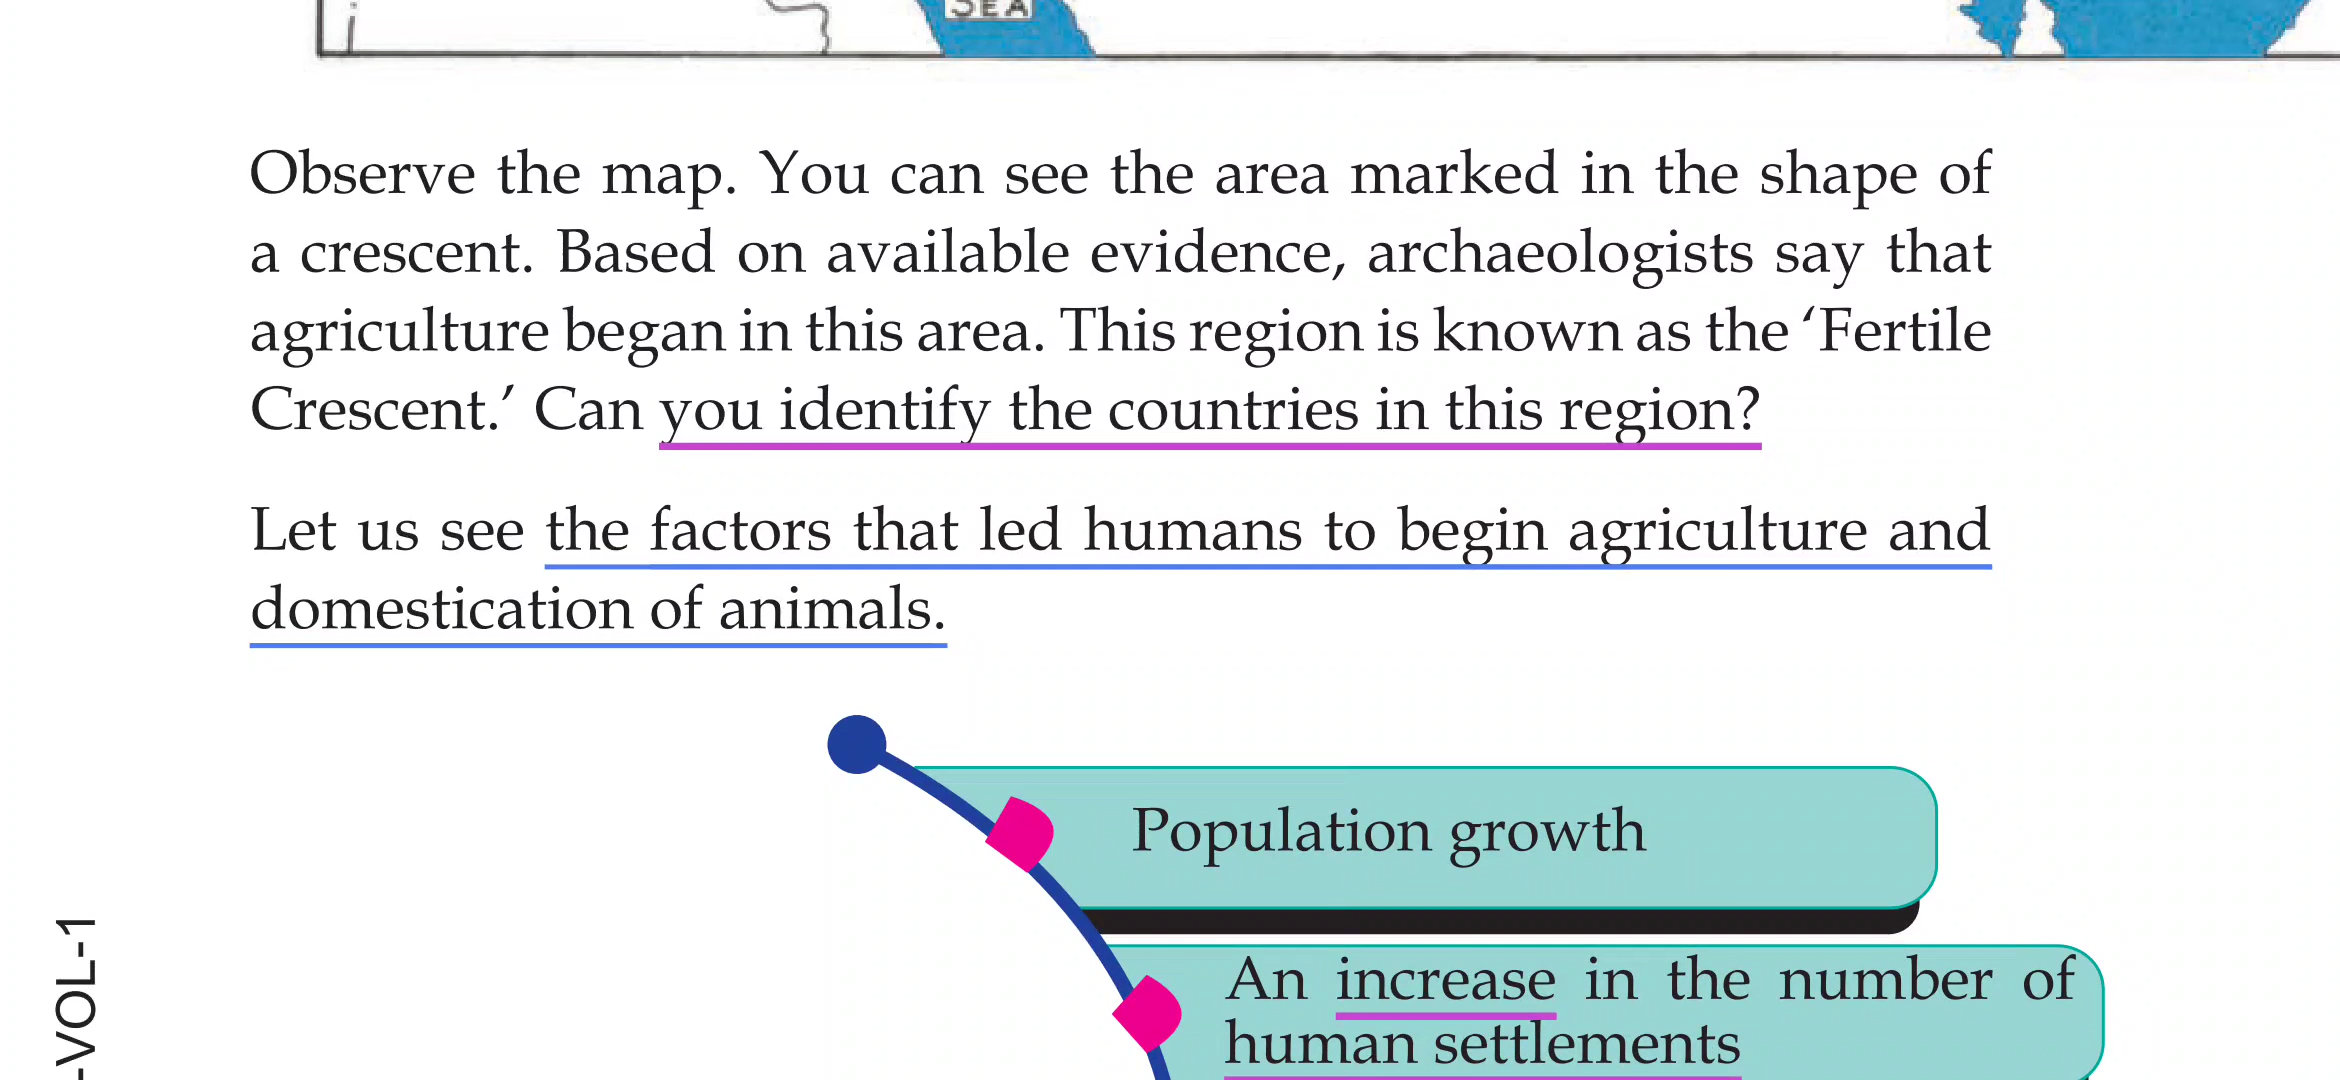 SEA
Observe the map. You can see the area marked in the shape of
a crescent. Based on available evidence, archaeologists say that
agriculture began in this area. This region is known as the ‘Fertile
Crescent.’ Can you identify the countries in this region?
Let us see the factors that led humans to begin agriculture and
domestication of animals.
Population growth
An increase in the number of
human settlements
-VOL-1